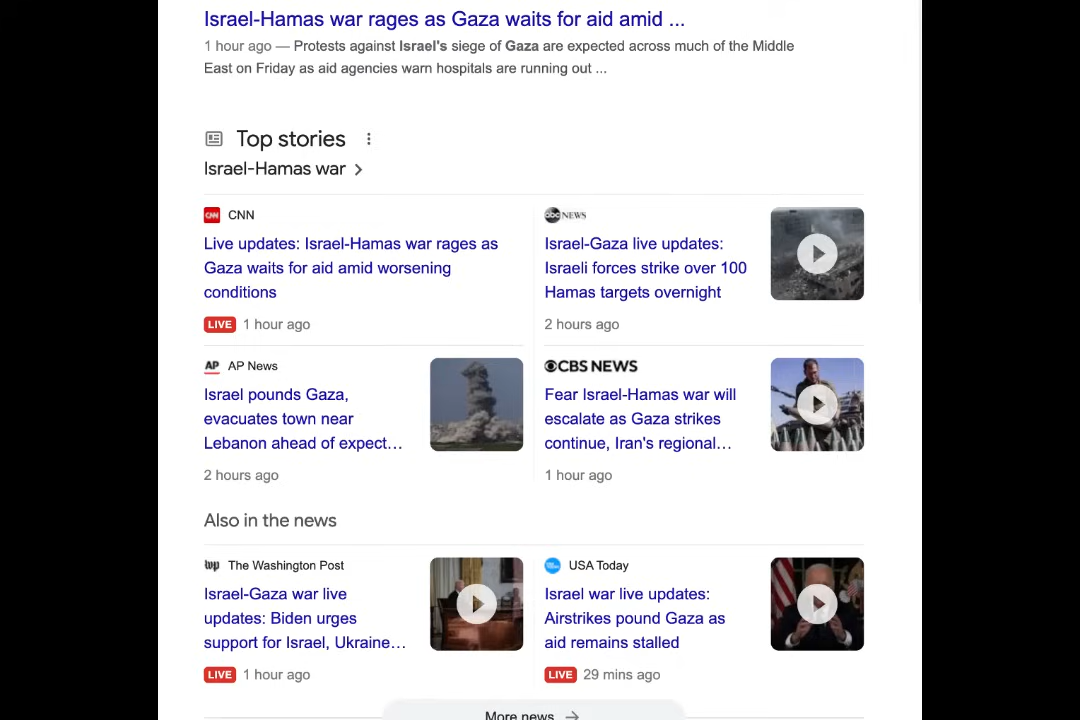 Israel-Hamas war rages as Gaza waits for aid amid ...
1 hour ago — Protests against Israel's siege of Gaza are expected across much of the Middle
East on Friday as aid agencies warn hospitals are running out ...
Top stories
Israel-Hamas war
CNN CNN
Live updates: Israel-Hamas war rages as
Gaza waits for aid amid worsening
conditions
LIVE 1 hour ago
abc NEWS
Israel-Gaza live updates:
Israeli forces strike over 100
Hamas targets overnight
2 hours ago
AP AP News
Israel pounds Gaza,
evacuates town near
Lebanon ahead of expect...
2 hours ago
CBS NEWS
Fear Israel-Hamas war will
escalate as Gaza strikes
continue, Iran's regional...
1 hour ago
Also in the news
wp The Washington Post
Israel-Gaza war live
updates: Biden urges
support for Israel, Ukraine...
LIVE 1 hour ago
USA Today
Israel war live updates:
Airstrikes pound Gaza as
aid remains stalled
LIVE 29 mins ago
More news